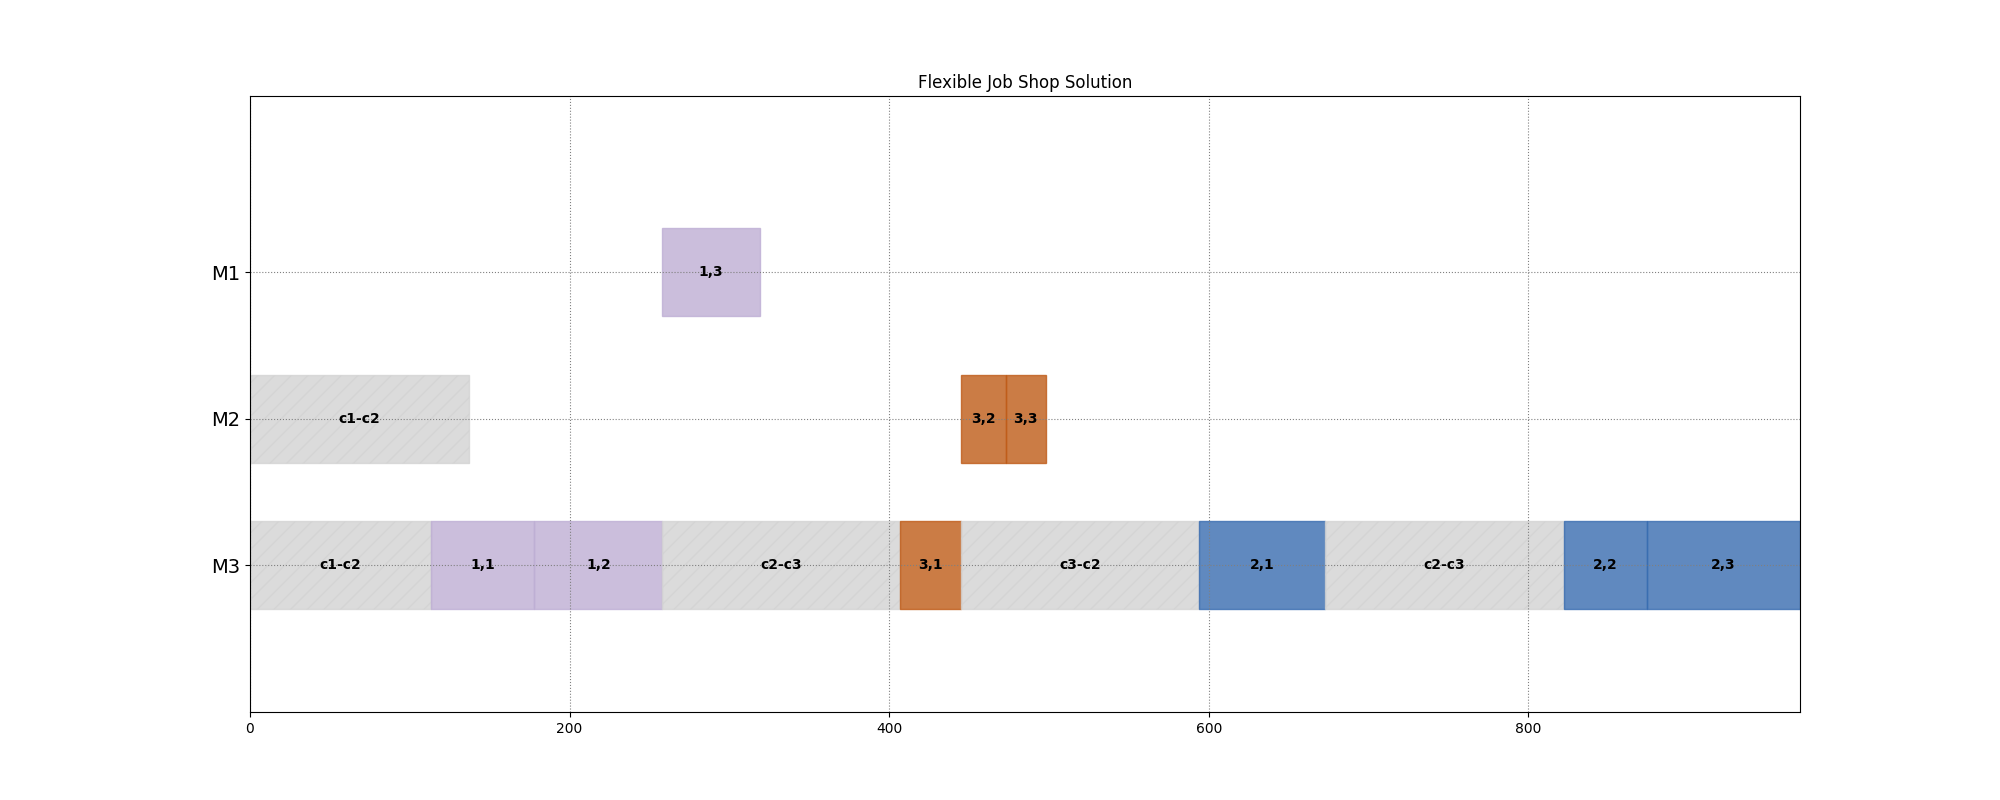 Flexible Job Shop Solution
M1
1,3
M2
c1-c2
3,2
3,3
M3
c1-c2
1,1
1,2
c2-c3
3,1
c3-c2
2,1
c2-c3
2,2
2,3
0
200
400
600
800